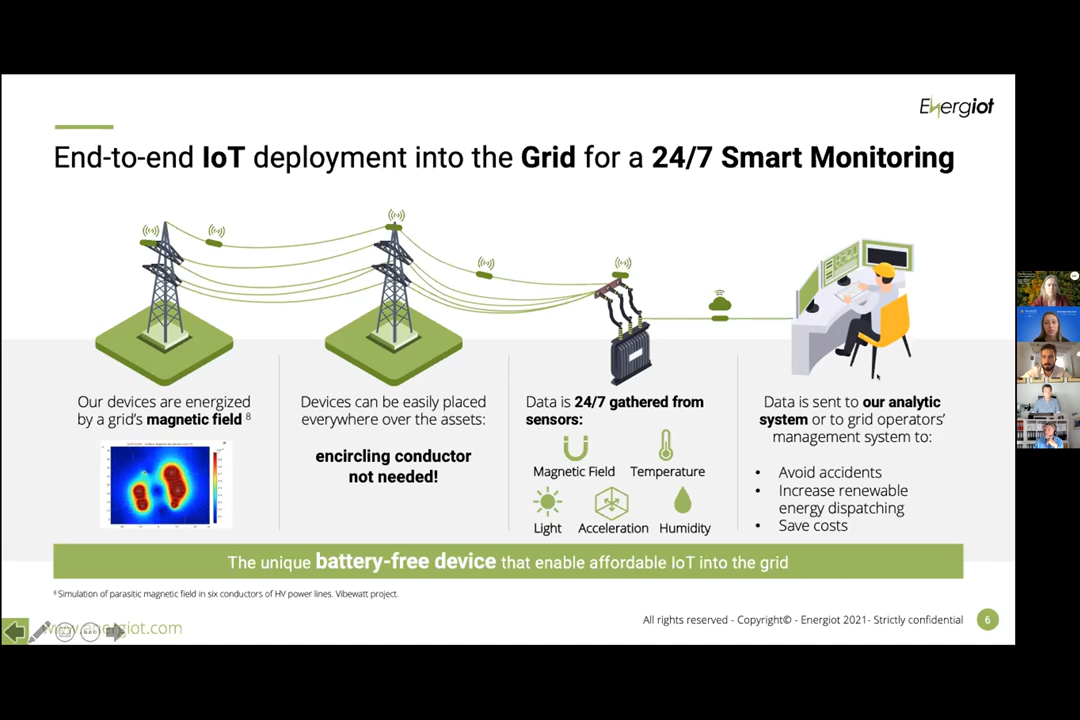 Energiot
End-to-end IoT deployment into the Grid for a 24/7 Smart Monitoring
Our devices are energized
by a grid's magnetic field 8
Devices can be easily placed
everywhere over the assets:
encircling conductor
not needed!
Data is 24/7 gathered from
sensors:
Magnetic Field
Temperature
Light
Acceleration
Humidity
Data is sent to our analytic
system or to grid operators'
management system to:
• Avoid accidents
• Increase renewable
energy dispatching
• Save costs
The unique battery-free device that enable affordable IoT into the grid
8 Simulation of parasitic magnetic field in six conductors of HV power lines. Vibewatt project.
www.energiot.com
All rights reserved - Copyright© - Energiot 2021- Strictly confidential
6